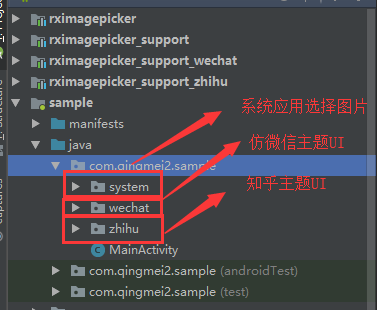 rximagepicker
rximagepicker_support
rximagepicker_support_wechat
rximagepicker_support_zhihu
sample
系统应用选择图片
manifests
仿微信主题UI
java
com.qingmei2.sample
知乎主题UI
system
wechat
zhihu
MainActivity
com.qingmei2.sample (androidTest)
com.qingmei2.sample (test)